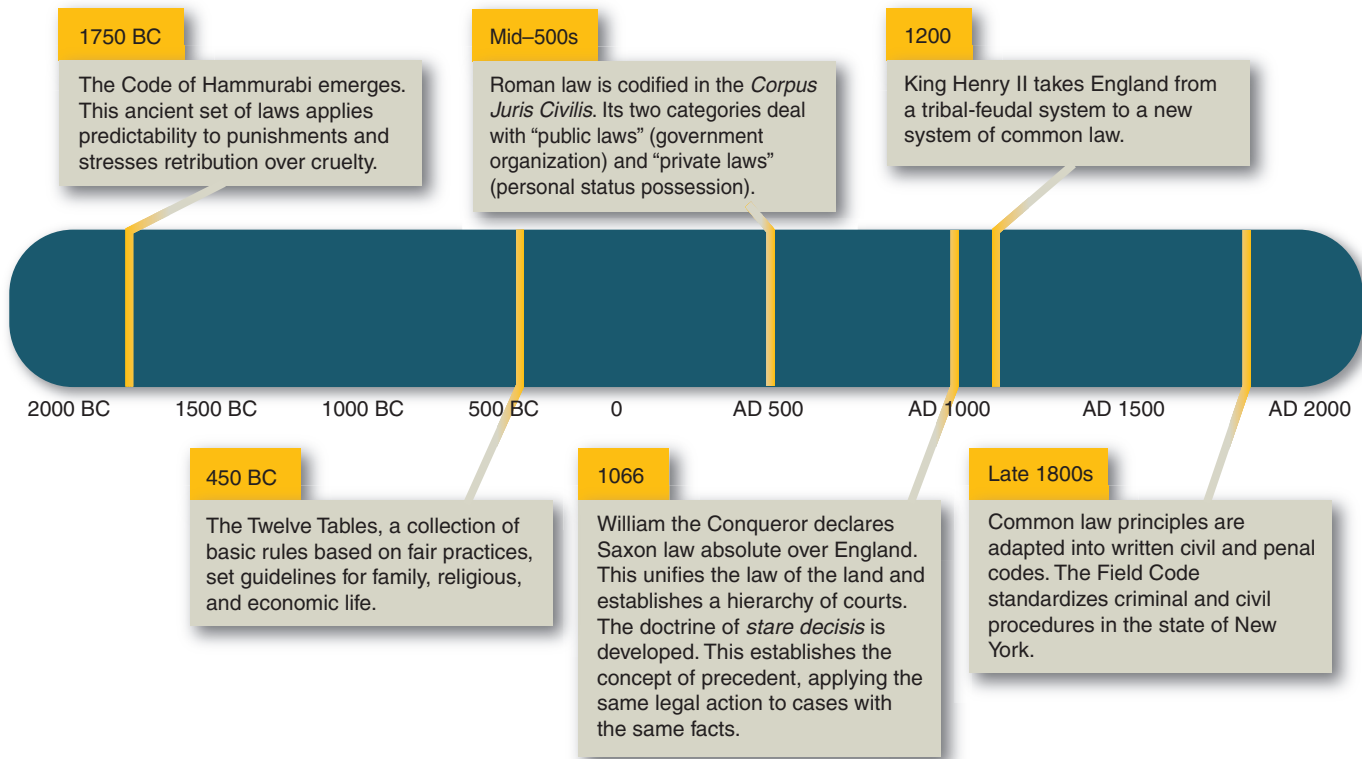 1750 BC
The Code of Hammurabi emerges.
This ancient set of laws applies
predictability to punishments and
stresses retribution over cruelty.
Mid–500s
Roman law is codified in the Corpus
Juris Civilis. Its two categories deal
with “public laws” (government
organization) and “private laws”
(personal status possession).
1200
King Henry II takes England from
a tribal-feudal system to a new
system of common law.
2000 BC 1500 BC 1000 BC 500 BC 0 AD 500 AD 1000 AD 1500 AD 2000
450 BC
The Twelve Tables, a collection of
basic rules based on fair practices,
set guidelines for family, religious,
and economic life.
1066
William the Conqueror declares
Saxon law absolute over England.
This unifies the law of the land and
establishes a hierarchy of courts.
The doctrine of stare decisis is
developed. This establishes the
concept of precedent, applying the
same legal action to cases with
the same facts.
Late 1800s
Common law principles are
adapted into written civil and penal
codes. The Field Code
standardizes criminal and civil
procedures in the state of New
York.